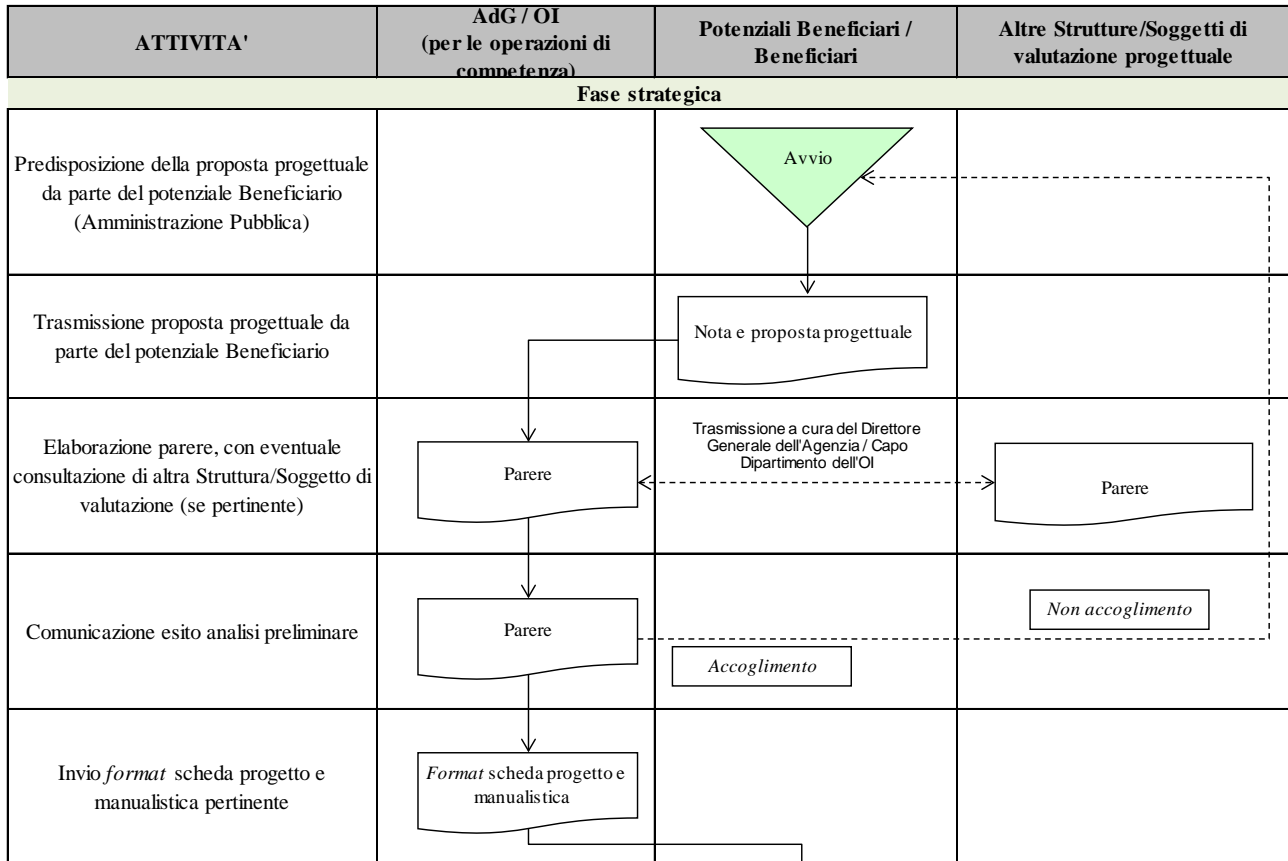 ATTIVITA'
AdG / OI
(per le operazioni di
competenza)
Potenziali Beneficiari /
Beneficiari
Altre Strutture/Soggetti di
valutazione progettuale
Fase strategica
Predisposizione della proposta progettuale
da parte del potenziale Beneficiario
(Amministrazione Pubblica)
Avvio
Trasmissione proposta progettuale da
parte del potenziale Beneficiario
Nota e proposta progettuale
Elaborazione parere, con eventuale
consultazione di altra Struttura/Soggetto di
valutazione (se pertinente)
Parere
Trasmissione a cura del Direttore
Generale dell'Agenzia / Capo
Dipartimento dell'OI
Parere
Comunicazione esito analisi preliminare
Parere
Accoglimento
Non accoglimento
Invio format scheda progetto e
manualistica pertinente
Format scheda progetto e
manualistica